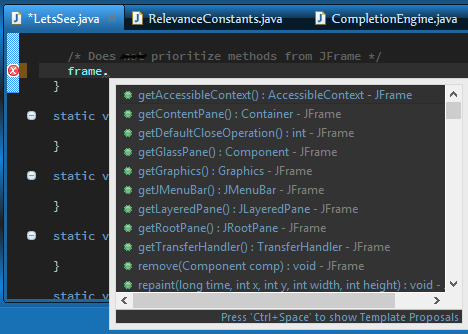 *LetsSee.java RelevanceConstants.java CompletionEngine.java
/* Does prioritize methods from JFrame */
frame.
getAccessibleContext() : AccessibleContext - JFrame
} getContentPane() : Container - JFrame
static v getDefaultCloseOperation() : int - JFrame
getGlassPane() : Component - JFrame
} getGraphics() : Graphics - JFrame
static v getJMenuBar() : JMenuBar - JFrame
getLayeredPane() : JLayeredPane - JFrame
} getRootPane() : JRootPane - JFrame
static v getTransferHandler() : TransferHandler - JFrame
} remove(Component comp) : void - JFrame
repaint(long time, int x, int y, int width, int height) : void -
static v
Press 'Ctrl+Space' to show Template Proposals